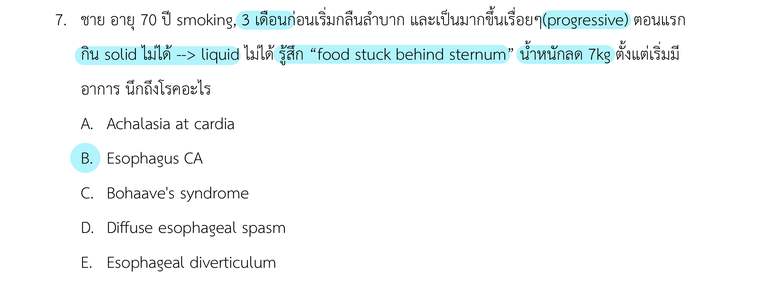 7. ชาย อายุ 70 ปี smoking, 3 เดือนก่อนเริ่มกลืนลำบาก และเป็นมากขึ้นเรื่อยๆ(progressive) ตอนแรก
กิน solid ไม่ได้ --> liquid ไม่ได้ รู้สึก “food stuck behind sternum” น้ำหนักลด 7kg ตั้งแต่เริ่มมี
อาการ นึกถึงโรคอะไร
A. Achalasia at cardia
B. Esophagus CA
C. Bohaave's syndrome
D. Diffuse esophageal spasm
E. Esophageal diverticulum